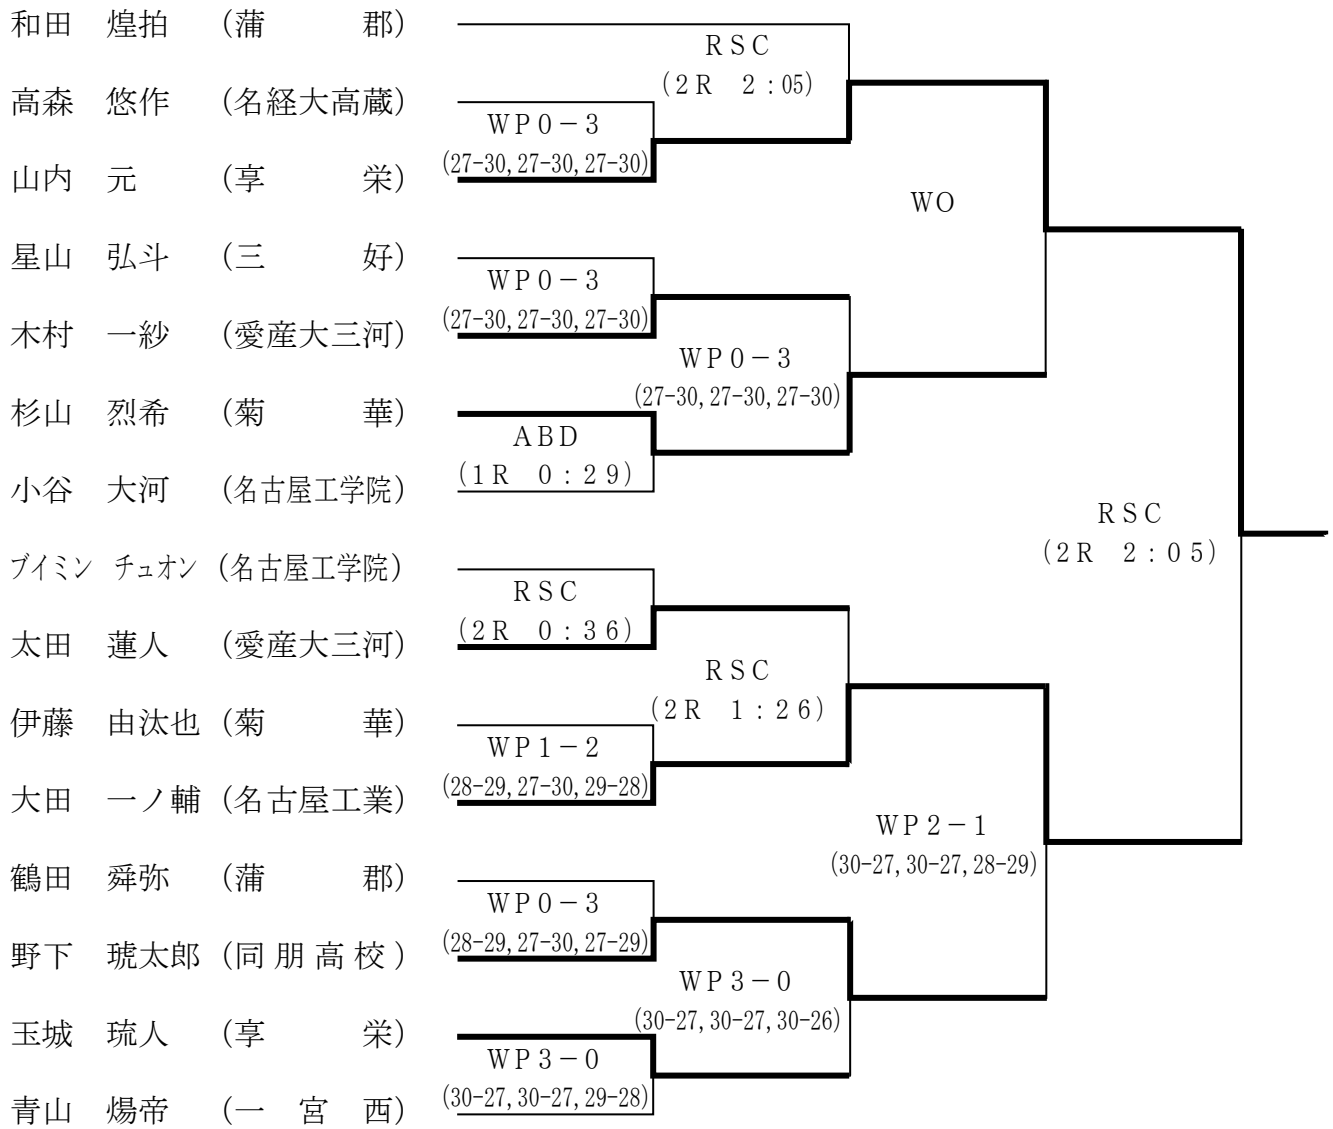 和田　煌拍　（蒲　　　郡）
RSC
(2R 2:05)
高森　悠作　（名経大高蔵）
WP0－3
(27-30,27-30,27-30)
山内　元　　（享　　　栄）
WO
星山　弘斗　（三　　　好）
WP0－3
(27-30,27-30,27-30)
木村　一紗　（愛産大三河）
WP0－3
(27-30,27-30,27-30)
杉山　烈希　（菊　　　華）
ABD
(1R 0:29)
小谷　大河　（名古屋工学院）
RSC
(2R 2:05)
ブイミン　チュオン（名古屋工学院）
RSC
(2R 0:36)
太田　蓮人　（愛産大三河）
RSC
(2R 1:26)
伊藤　由汰也（菊　　　華）
WP1－2
(28-29,27-30,29-28)
大田　一ノ輔（名古屋工業）
WP2－1
(30-27,30-27,28-29)
鶴田　舜弥　（蒲　　　郡）
WP0－3
(28-29,27-30,27-29)
野下　琥太郎（同朋高校）
WP3－0
(30-27,30-27,30-26)
玉城　琉人　（享　　　栄）
WP3－0
(30-27,30-27,29-28)
青山　煬帝　（一　宮　西）